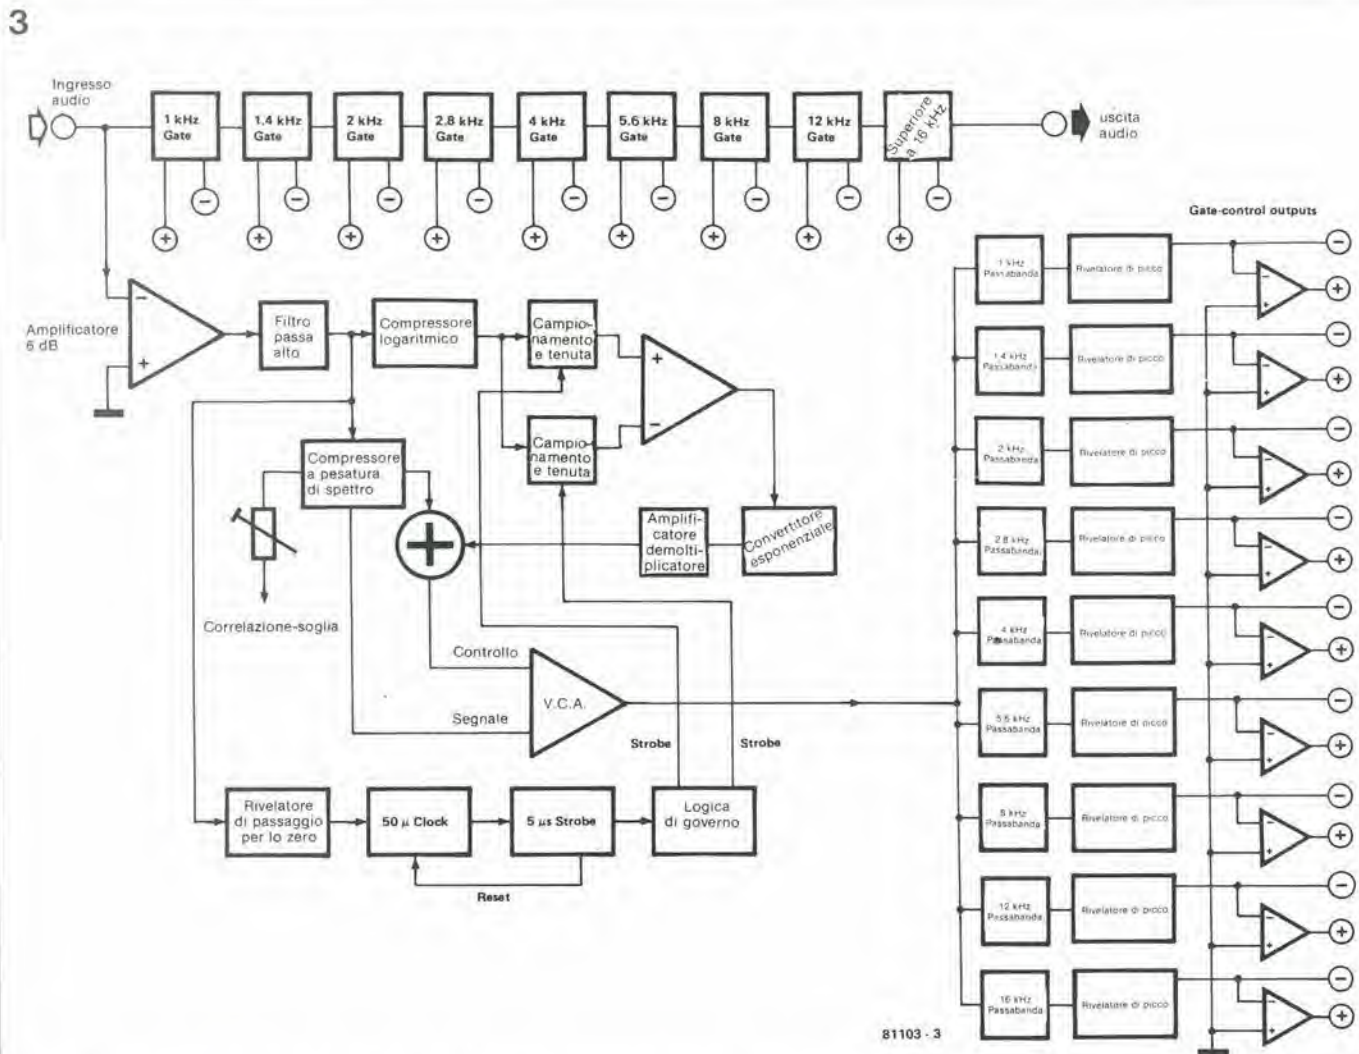 3
Ingresso
audio
1 kHz
Gate
1.4 kHz
Gate
2 kHz
Gate
2.8 kHz
Gate
4 kHz
Gate
5.6 kHz
Gate
8 kHz
Gate
12 kHz
Gate
Superiore
a 16 kHz
uscita
audio
Gate-control outputs
Amplificatore
6 dB
Filtro
passa
alto
Compressore
logaritmico
Campio-
namento
e tenuta
Campio-
namento
e tenuta
Compressore
a pesatura
di spettro
Amplifi-
catore
demolti-
plicatore
Convertitore
esponenziale
Correlazione-soglia
Controllo
V.C.A.
Segnale
Strobe
Strobe
Rivelatore
di passaggio
per lo zero
50 µ Clock
5 µs Strobe
Logica
di governo
Reset
1 kHz
Passabanda
Rivelatore di picco
1,4 kHz
Passabanda
Rivelatore di picco
2 kHz
Passabanda
Rivelatore di picco
2.8 kHz
Passabanda
Rivelatore di picco
4 kHz
Passabanda
Rivelatore di picco
5,6 kHz
Passabanda
Rivelatore di picco
8 kHz
Passabanda
Rivelatore di picco
12 kHz
Passabanda
Rivelatore di picco
16 kHz
Passabanda
Rivelatore di picco
81103 - 3